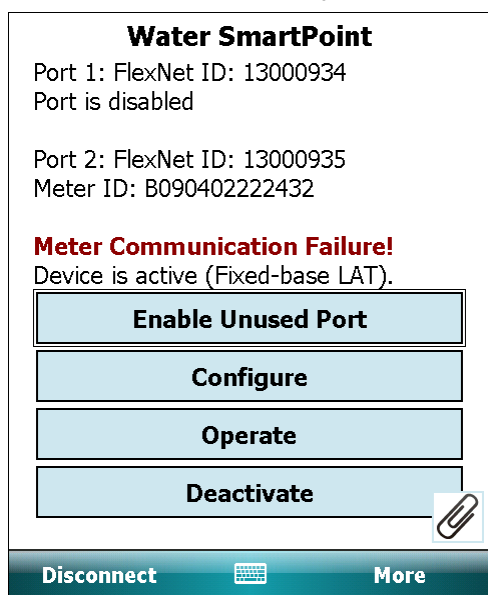 Water SmartPoint
Port 1: FlexNet ID: 13000934
Port is disabled
Port 2: FlexNet ID: 13000935
Meter ID: B090402222432
Meter Communication Failure!
Device is active (Fixed-base LAT).
Enable Unused Port
Configure
Operate
Deactivate
Disconnect
More